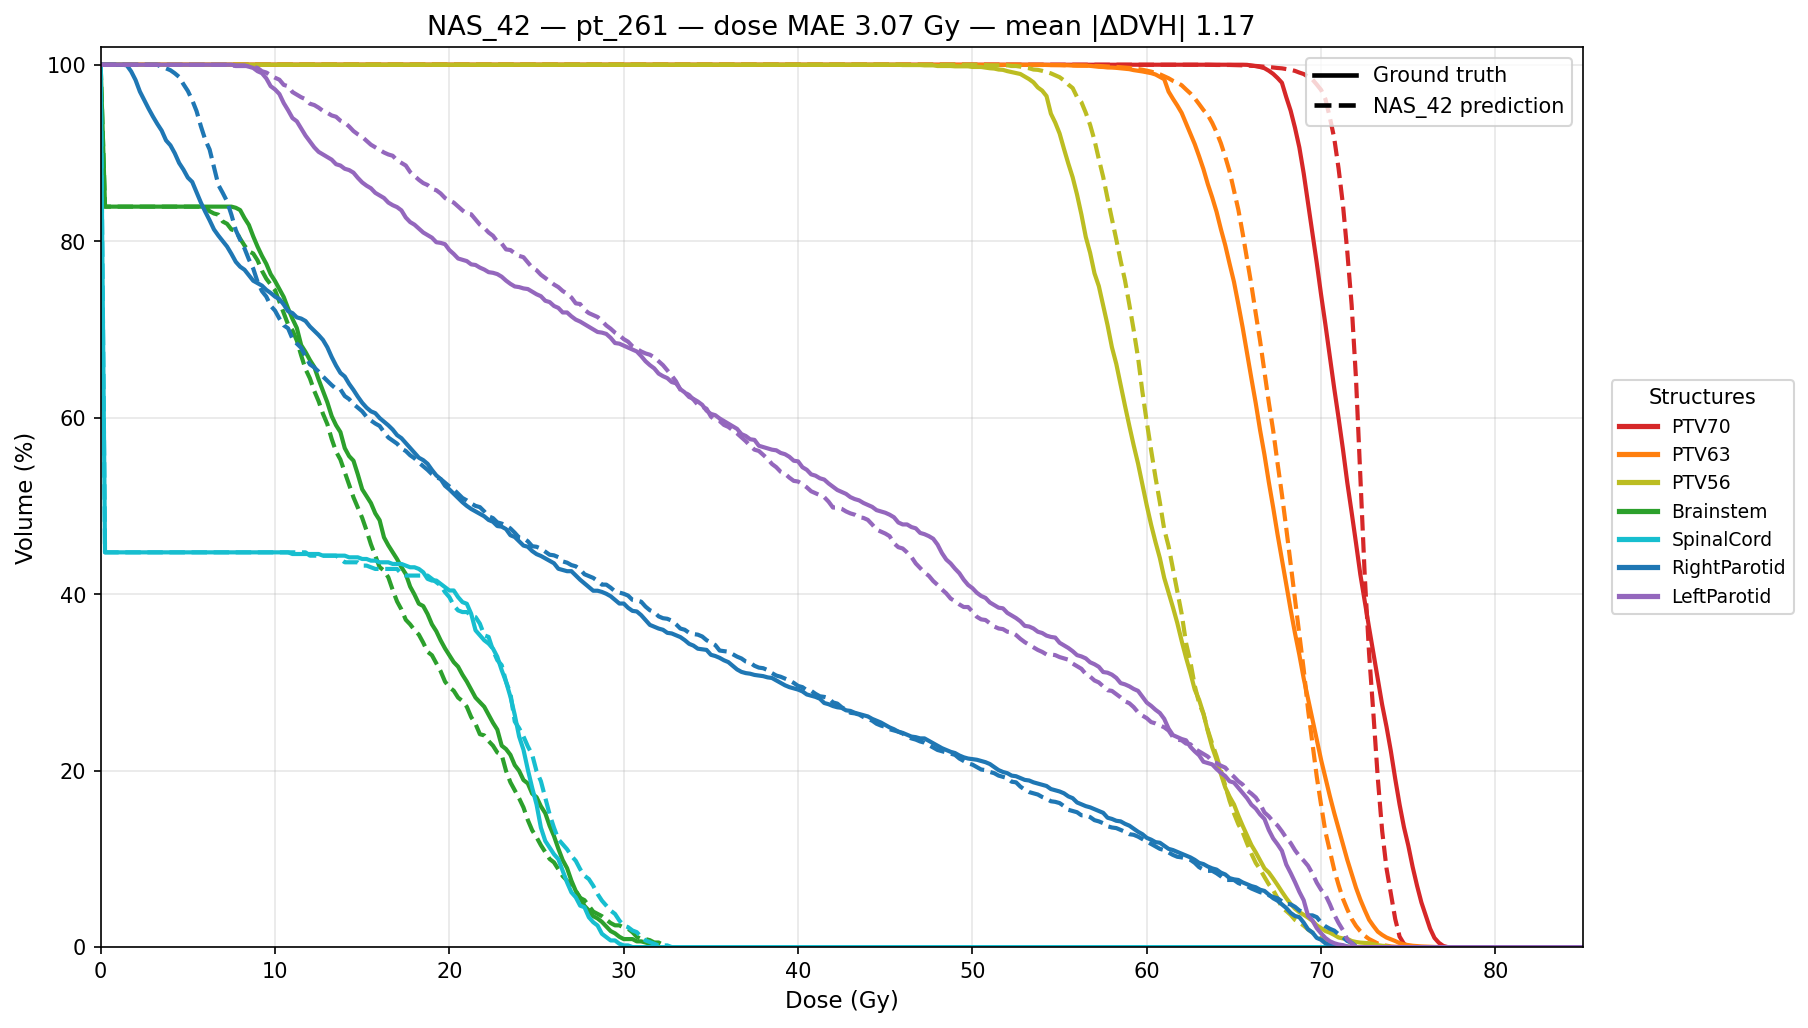 NAS_42 — pt_261 — dose MAE 3.07 Gy — mean |ΔDVH| 1.17
Ground truth
NAS_42 prediction
Volume (%)
100
80
60
40
20
0
0 10 20 30 40 50 60 70 80
Dose (Gy)
Structures
PTV70
PTV63
PTV56
Brainstem
SpinalCord
RightParotid
LeftParotid